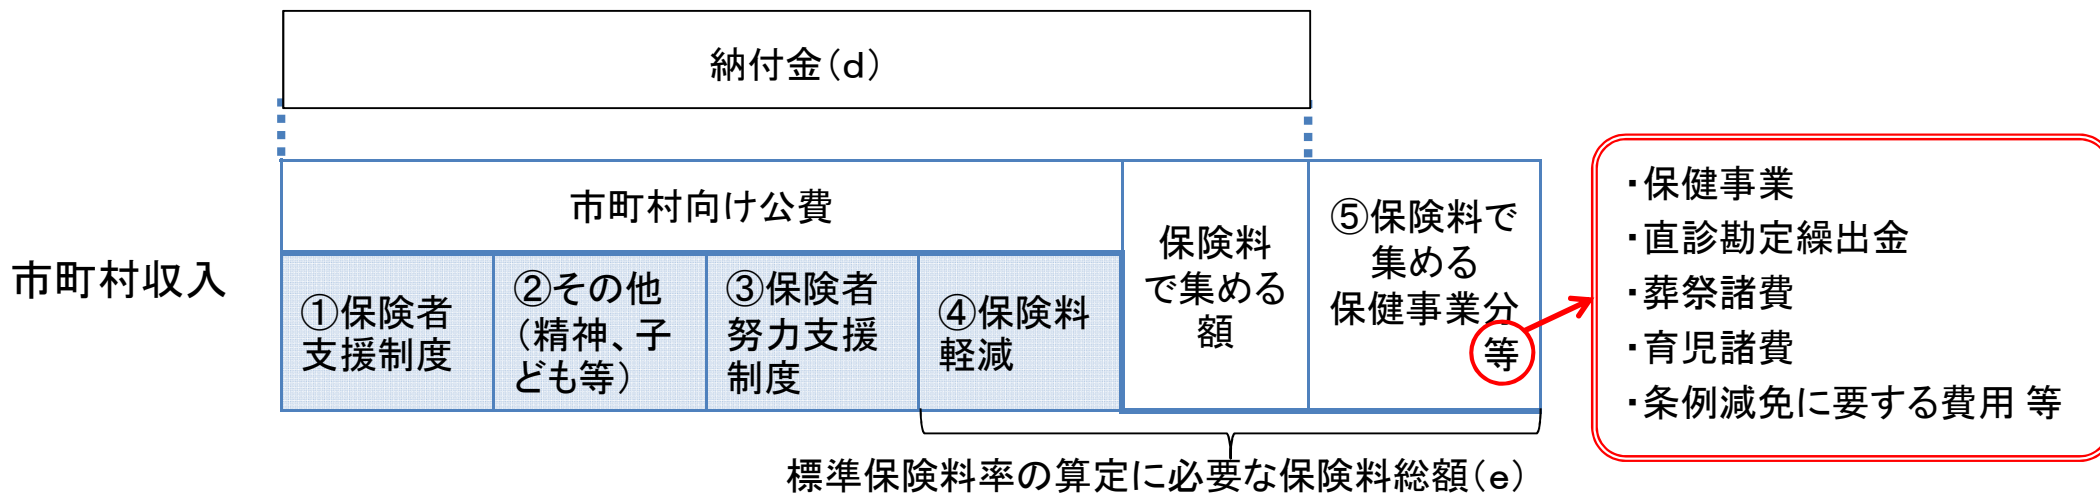 納付金(d)
市町村収入
市町村向け公費
①保険者
支援制度
②その他
(精神、子
ども等)
③保険者
努力支援
制度
④保険料
軽減
保険料
で集める
額
⑤保険料で
集める
保健事業分
等
・保健事業
・直診勘定繰出金
・葬祭諸費
・育児諸費
・条例減免に要する費用 等
標準保険料率の算定に必要な保険料総額(e)